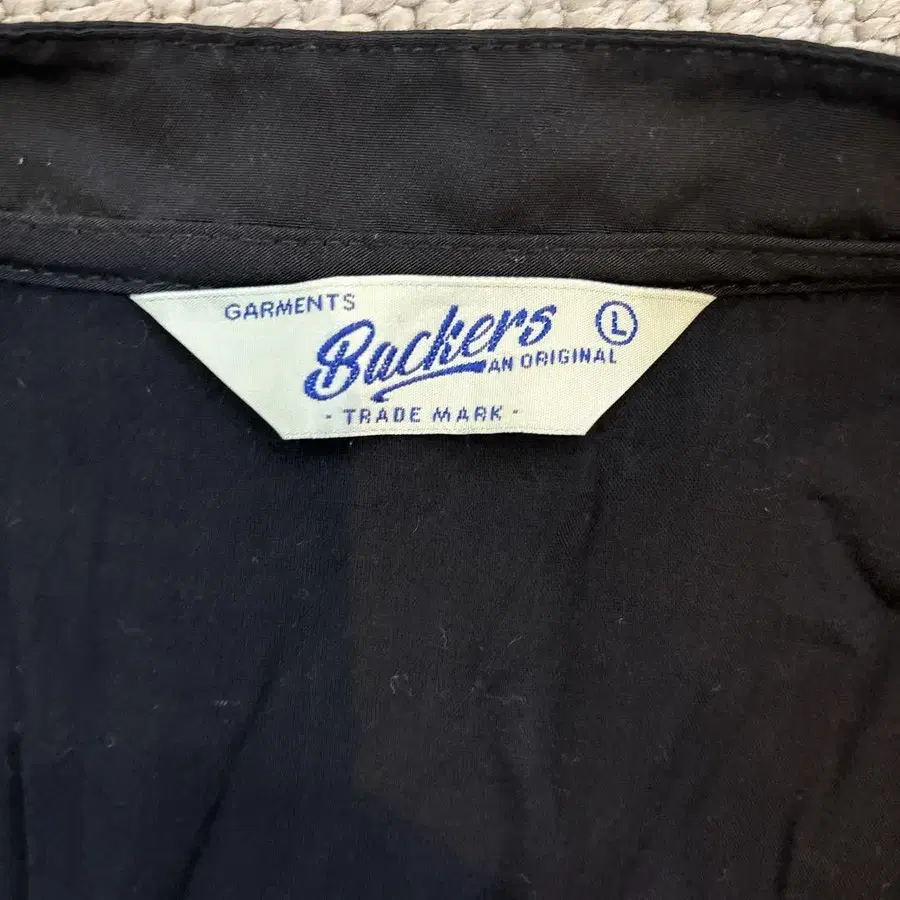 GARMENTS
L
Buckers
AN ORIGINAL
- TRADE MARK -